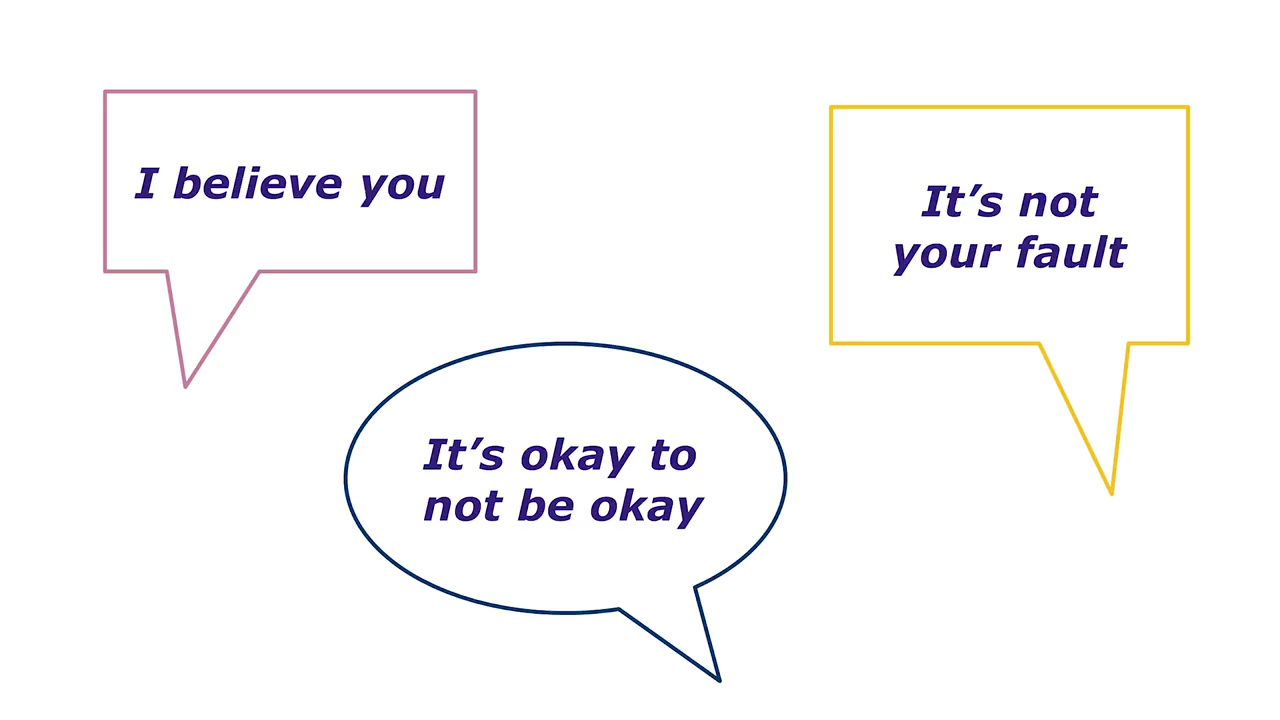 I believe you
It’s not
your fault
It’s okay to
not be okay